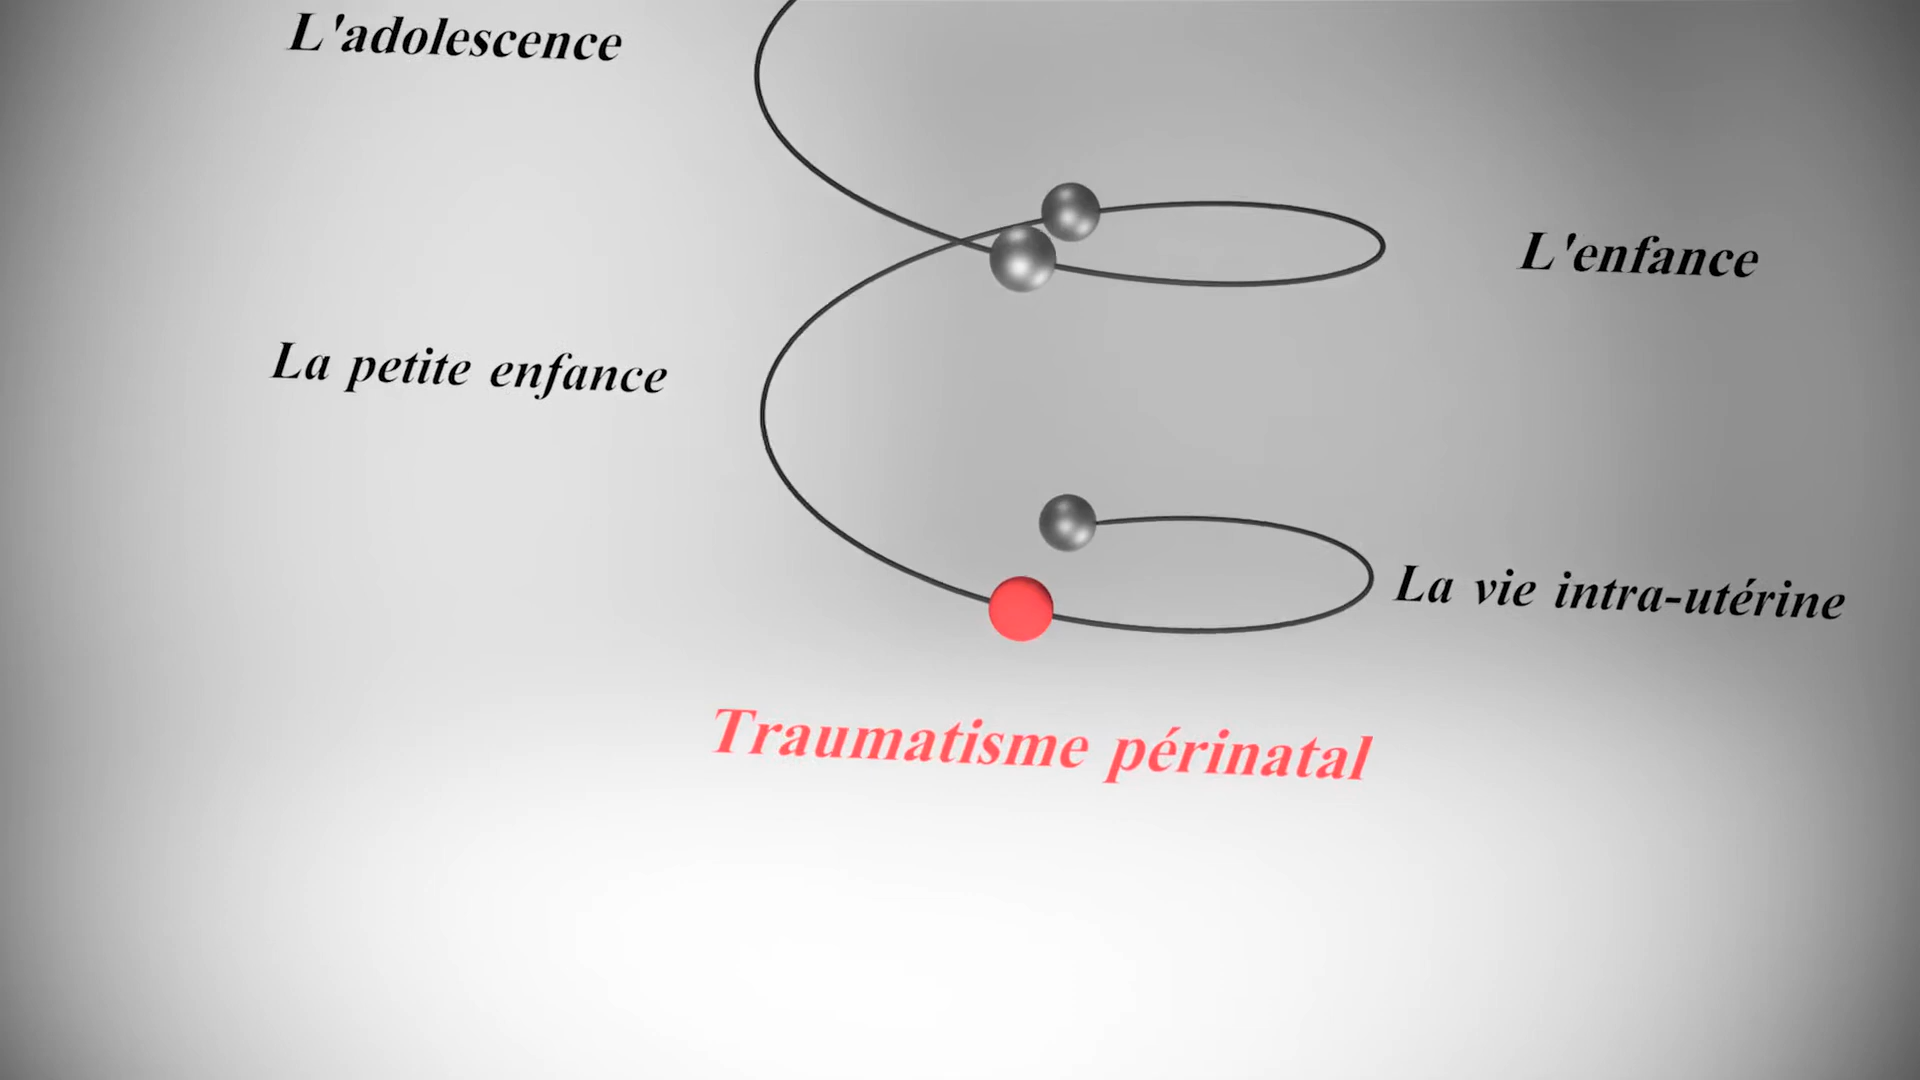 L'adolescence
L'enfance
La petite enfance
La vie intra-utérine
Traumatisme périnatal